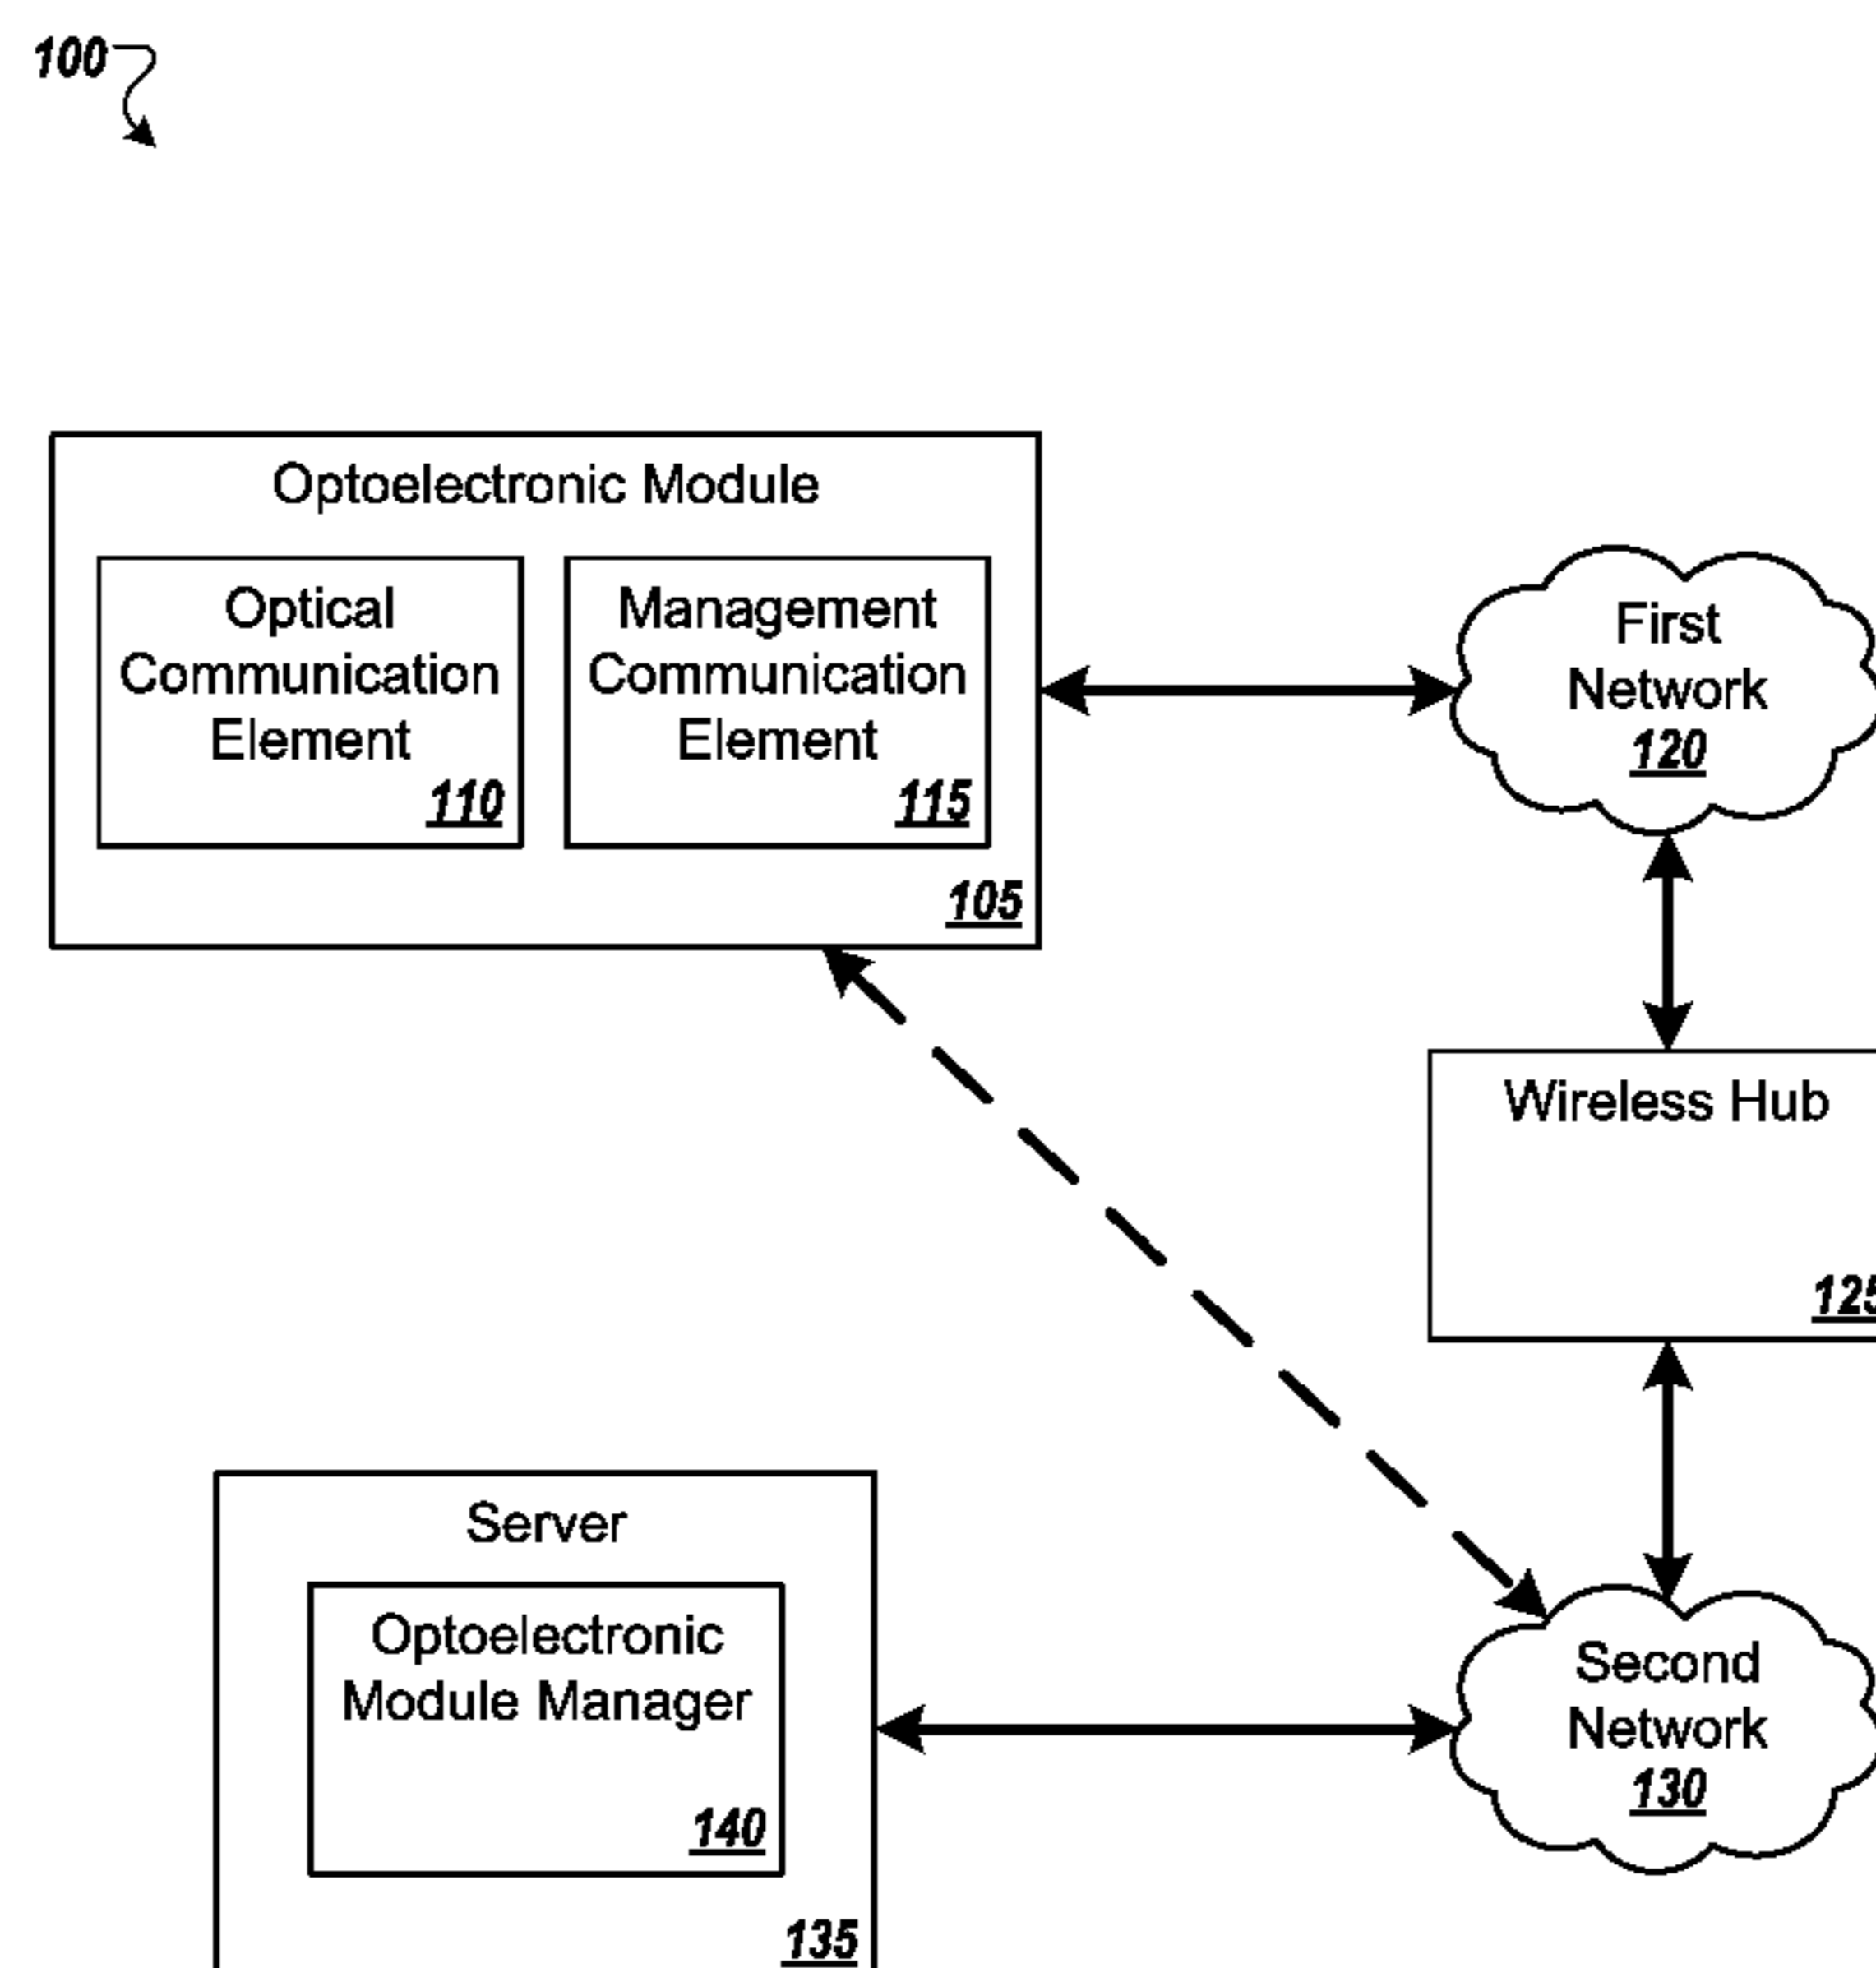 100
Optoelectronic Module
Optical
Communication
Element
110
Management
Communication
Element
115
105
First
Network
120
Wireless Hub
125
Server
Optoelectronic
Module Manager
140
135
Second
Network
130